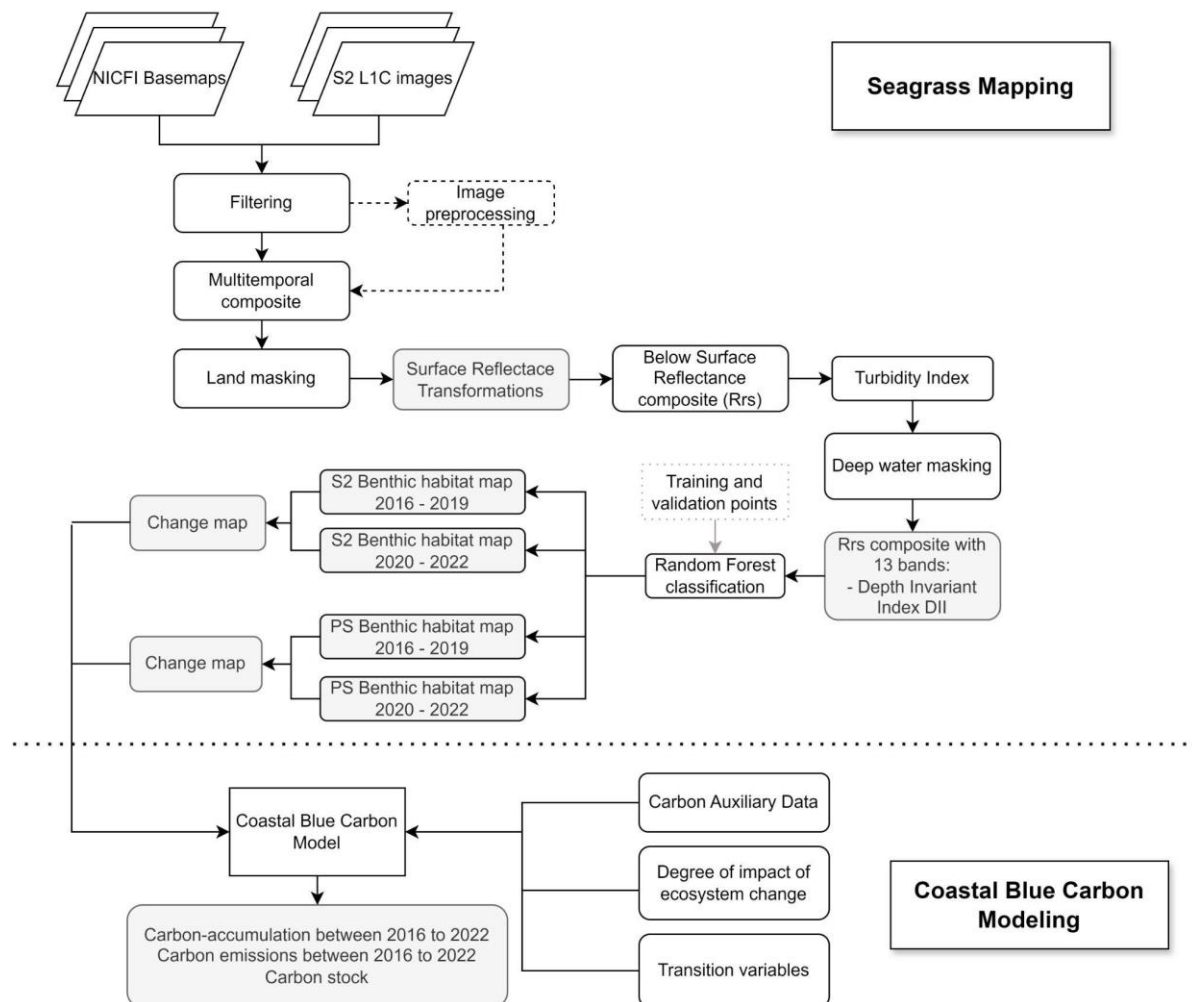 NICFI Basemaps
S2 L1C images
Seagrass Mapping
Filtering
Image
preprocessing
Multitemporal
composite
Land masking
Surface Reflectace
Transformations
Below Surface
Reflectance
composite (Rrs)
Turbidity Index
Deep water masking
Rrs composite with
13 bands:
- Depth Invariant
Index DII
Training and
validation points
Random Forest
classification
S2 Benthic habitat map
2016 - 2019
S2 Benthic habitat map
2020 - 2022
Change map
PS Benthic habitat map
2016 - 2019
PS Benthic habitat map
2020 - 2022
Change map
Coastal Blue Carbon
Model
Carbon Auxiliary Data
Degree of impact of
ecosystem change
Transition variables
Coastal Blue Carbon
Modeling
Carbon-accumulation between 2016 to 2022
Carbon emissions between 2016 to 2022
Carbon stock